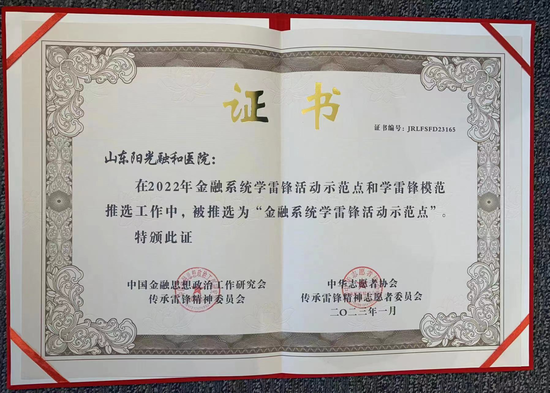 证书
证书编号：JRLFSFD23165
山东阳光融和医院：
在2022年金融系统学雷锋活动示范点和学雷锋模范
推选工作中，被推选为“金融系统学雷锋活动示范点”。
特颁此证
中国金融思想政治工作研究会
传承雷锋精神委员会
中华志愿者协会
传承雷锋精神志愿者委员会
二〇二三年一月